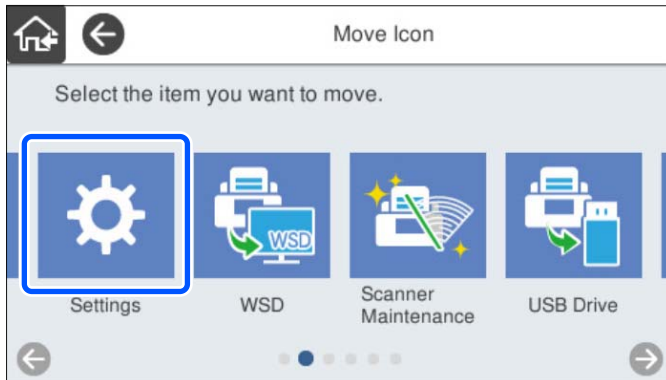 Move Icon
Select the item you want to move.
WSD
Settings
WSD
Scanner
Maintenance
USB Drive